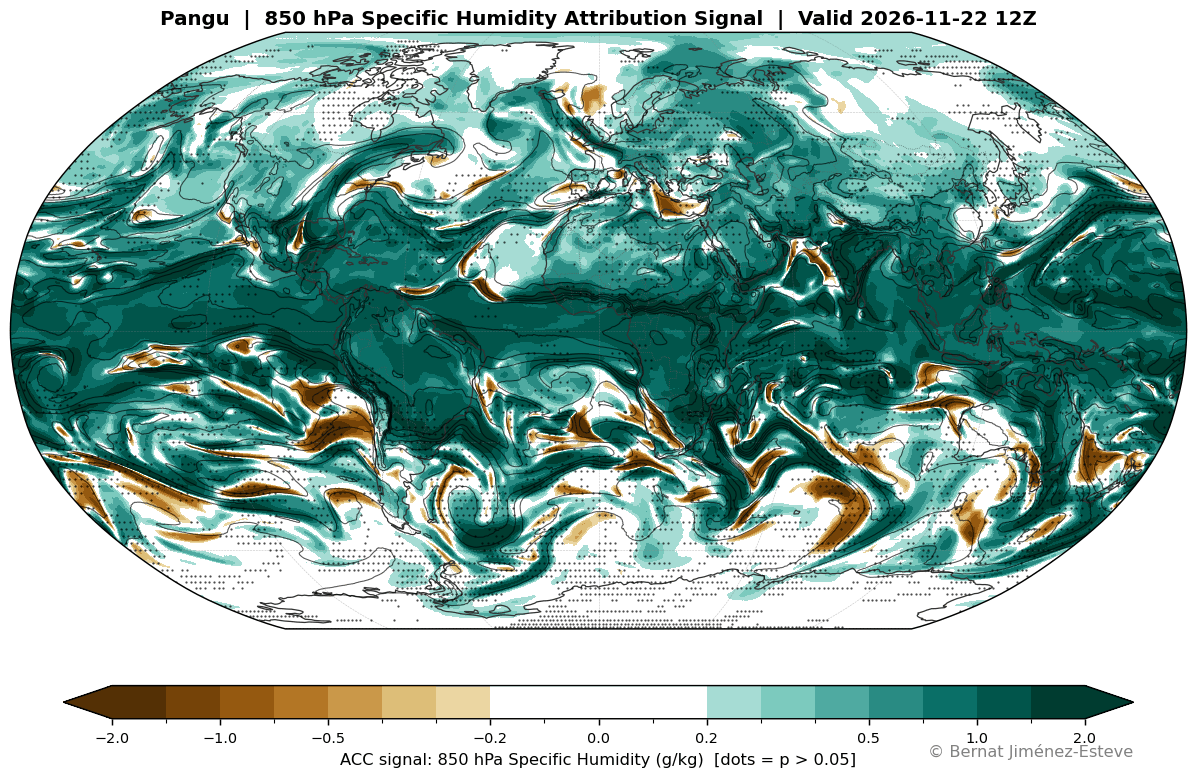 Pangu | 850 hPa Specific Humidity Attribution Signal | Valid 2026-11-22 12Z
−2.0 −1.0 −0.5 −0.2 0.0 0.2 0.5 1.0 2.0
ACC signal: 850 hPa Specific Humidity (g/kg) [dots = p > 0.05]
© Bernat Jiménez-Esteve